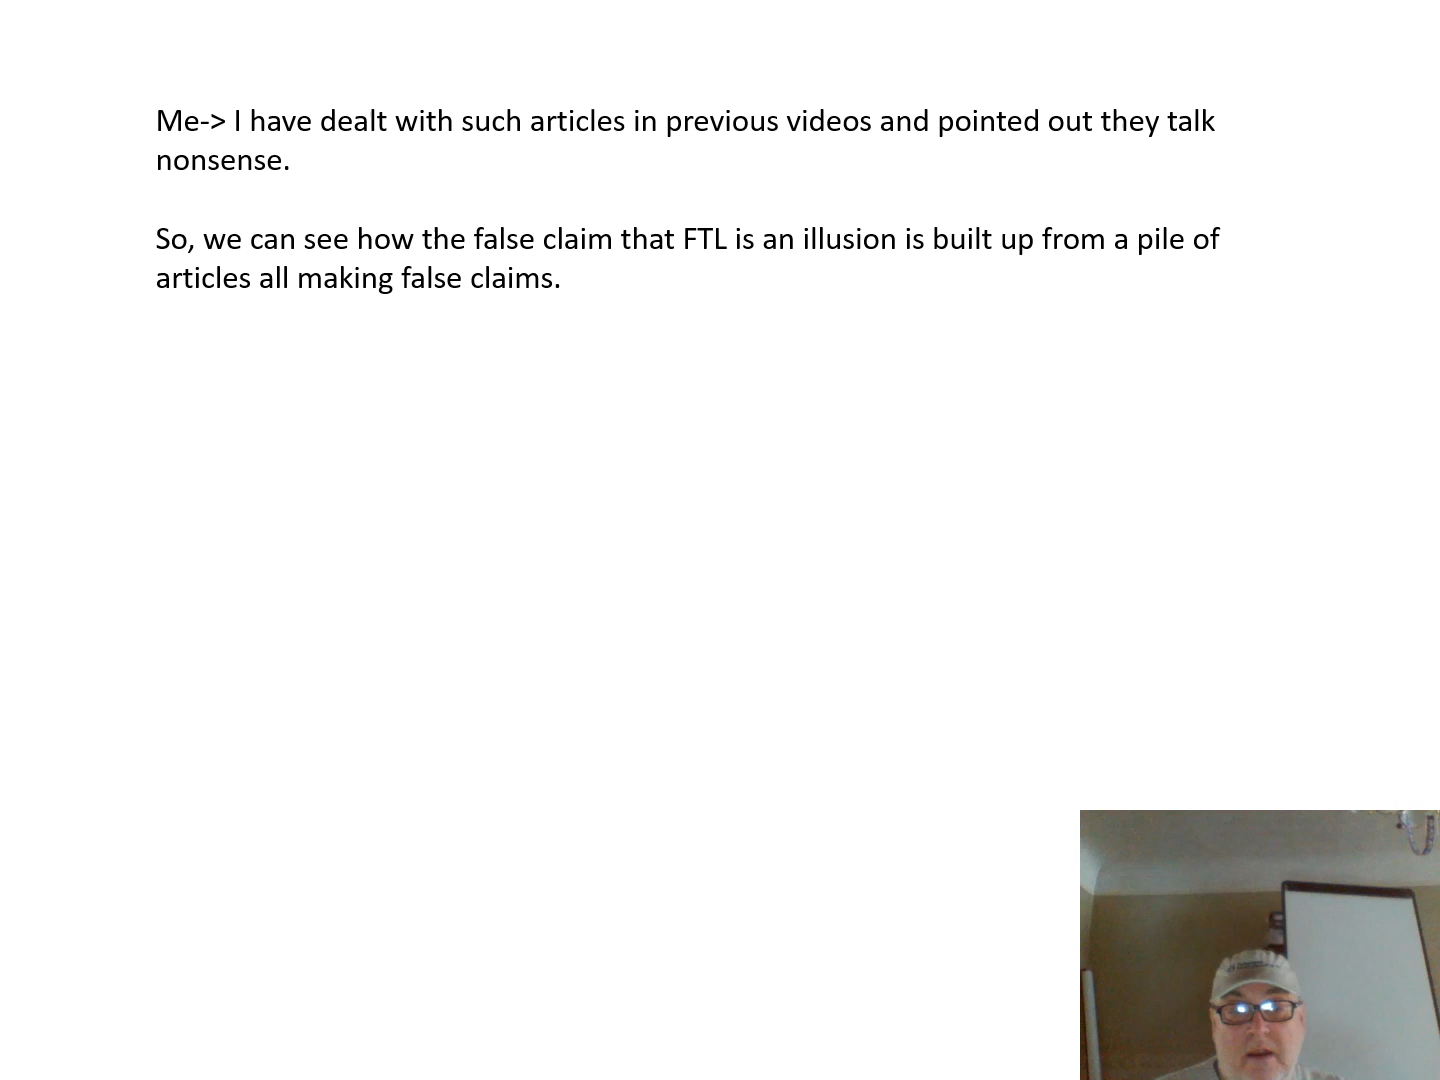 Me-> I have dealt with such articles in previous videos and pointed out they talk
nonsense.
So, we can see how the false claim that FTL is an illusion is built up from a pile of
articles all making false claims.